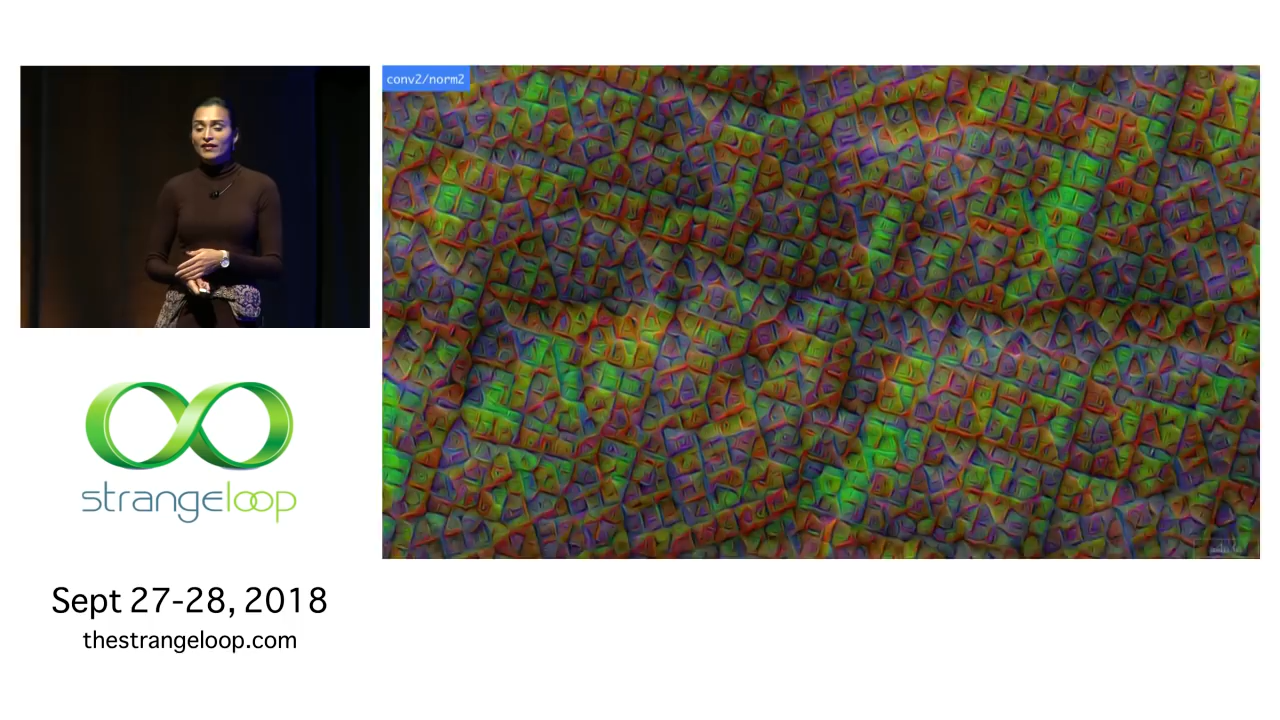 conv2/norm2
strangeloop
Sept 27-28, 2018
thestrangeloop.com